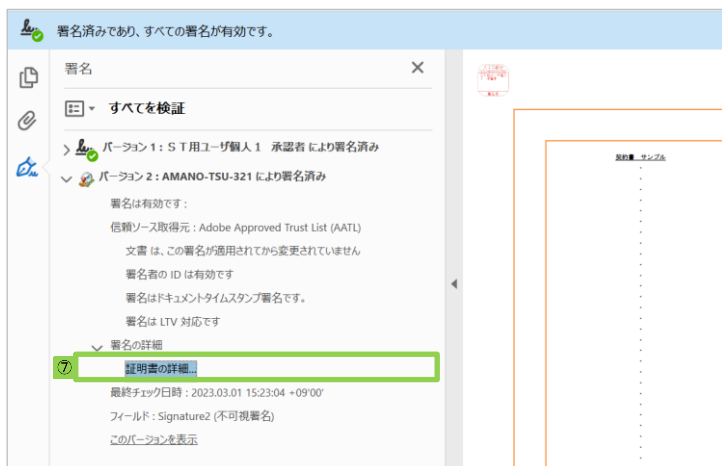 署名済みであり、すべての署名が有効です。
署名
すべてを検証
バージョン 1 : ＳＴ用ユーザ個人１　承認者 により署名済み
バージョン 2 : AMANO-TSU-321 により署名済み
署名は有効です :
信頼ソース取得元 : Adobe Approved Trust List (AATL)
文書 は、この署名が適用されてから変更されていません
署名者の ID は有効です
署名はドキュメントタイムスタンプ署名です。
署名は LTV 対応です
署名の詳細
⑦ 証明書の詳細...
最終チェック日時 : 2023.03.01 15:23:04 +09'00'
フィールド : Signature2 (不可視署名)
このバージョンを表示
契約書　サンプル